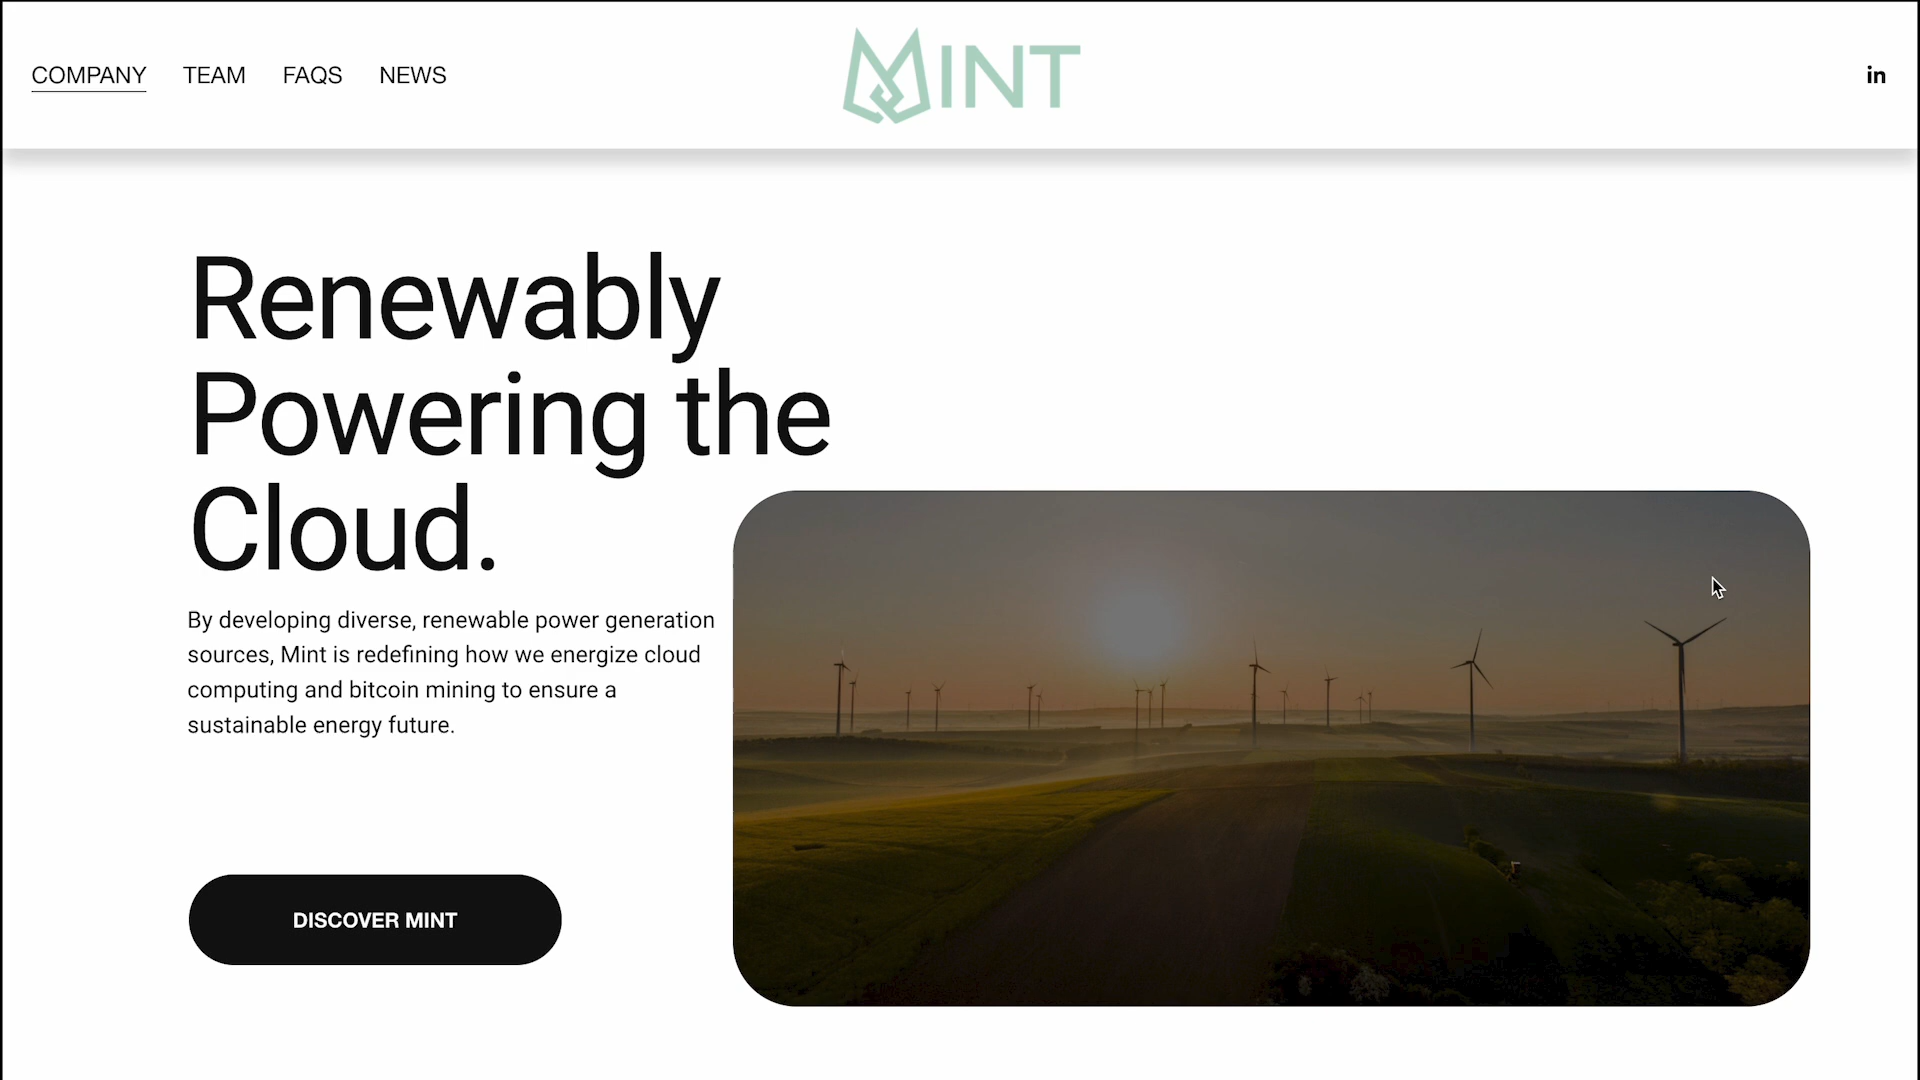 COMPANY TEAM FAQS NEWS
MINT
in
Renewably
Powering the
Cloud.
By developing diverse, renewable power generation
sources, Mint is redefining how we energize cloud
computing and bitcoin mining to ensure a
sustainable energy future.
DISCOVER MINT